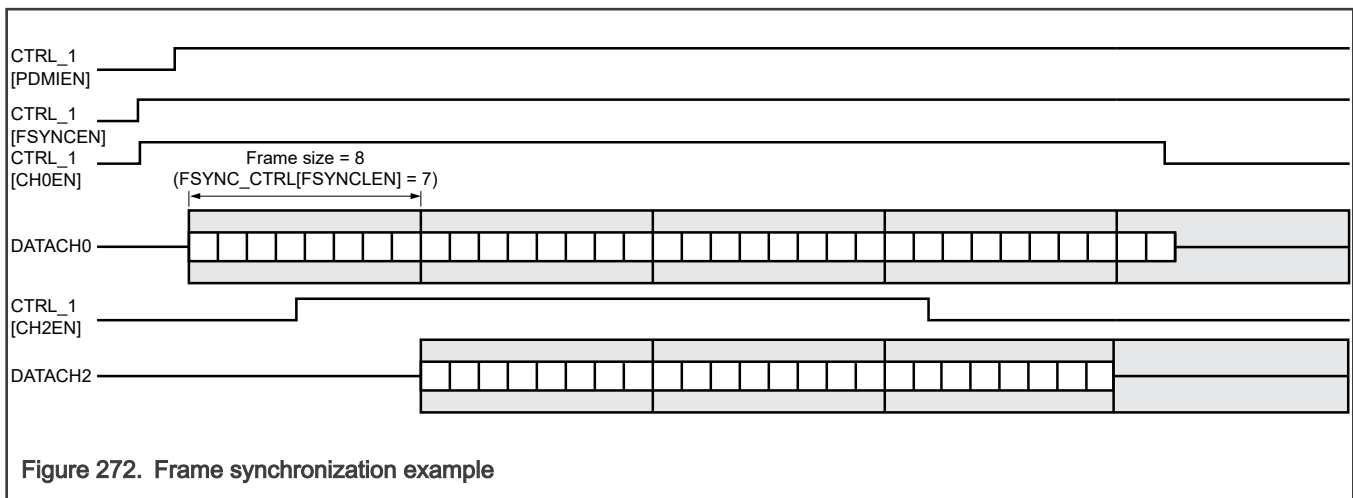 CTRL_1
[PDMIEN]
CTRL_1
[FSYNCEN]
CTRL_1
[CH0EN]
Frame size = 8
(FSYNC_CTRL[FSYNCLEN] = 7)
DATACH0
CTRL_1
[CH2EN]
DATACH2
Figure 272. Frame synchronization example